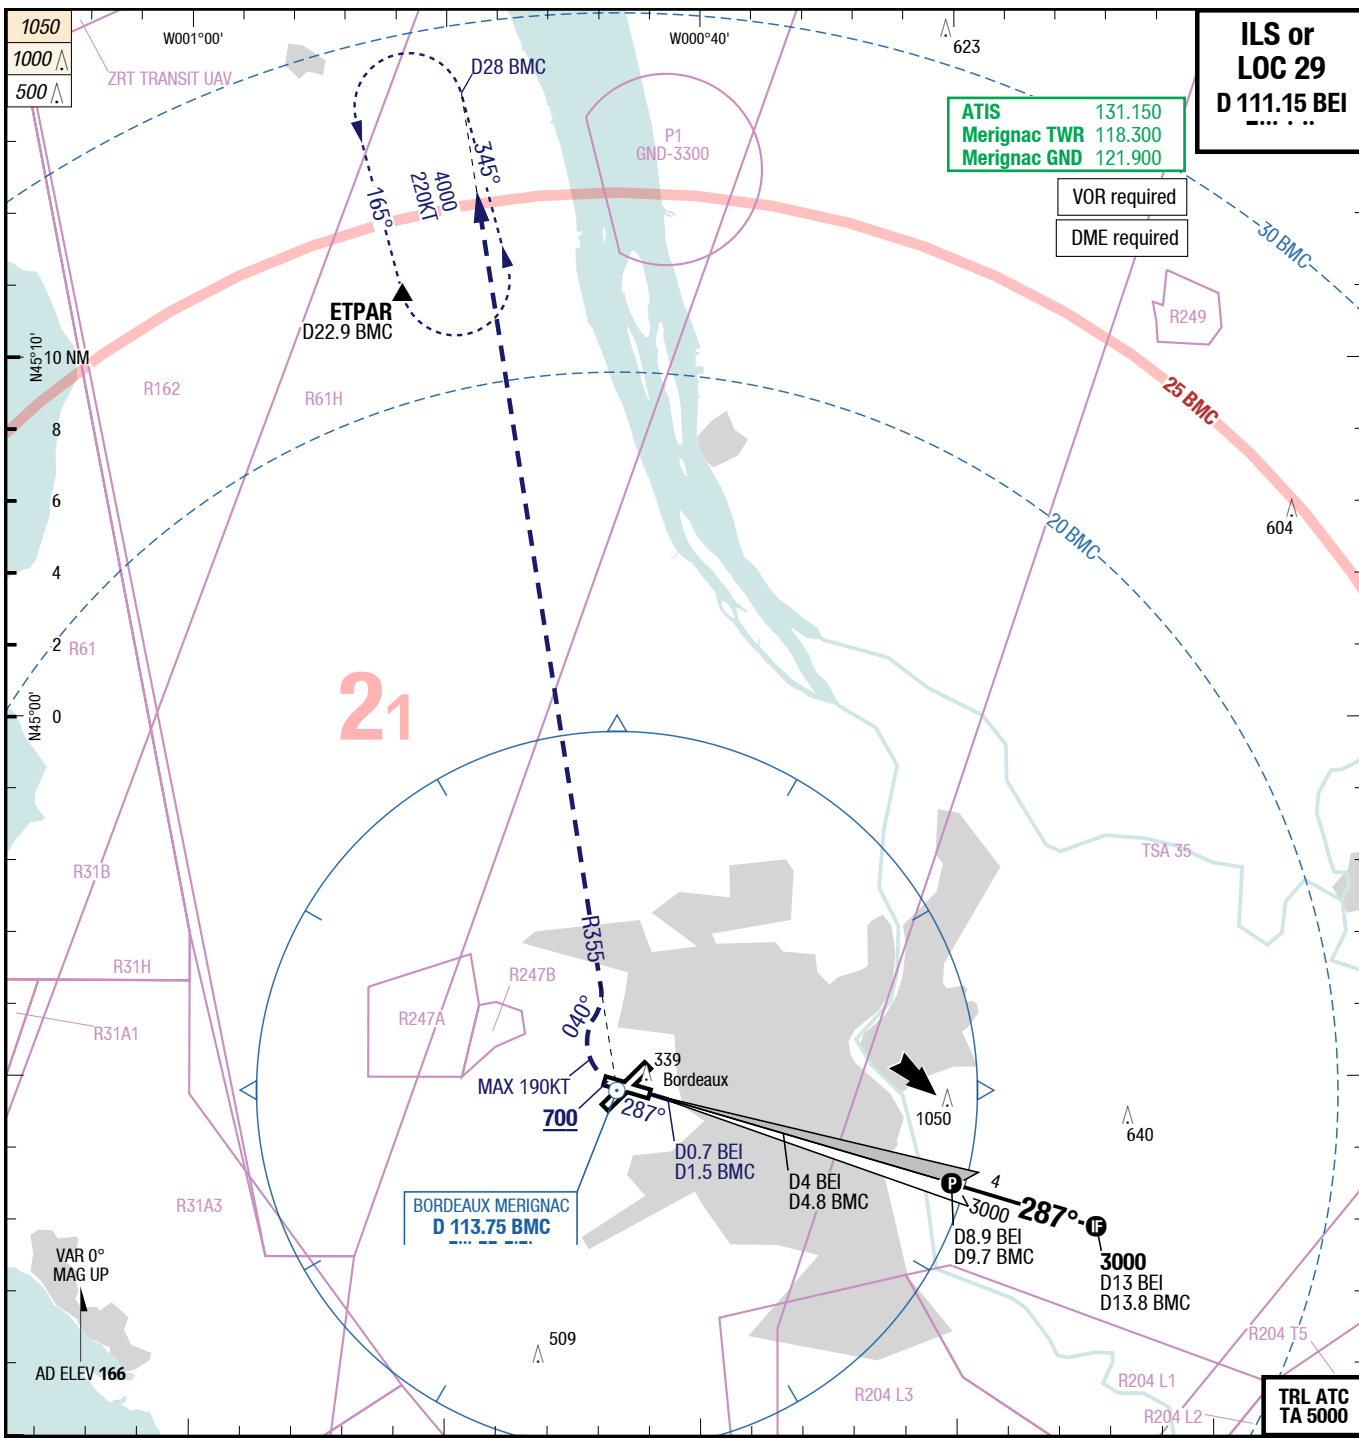 1050
1000
500
W001°00'
W000°40'
623
ILS or
LOC 29
D 111.15 BEI
ZRT TRANSIT UAV
D28 BMC
ATIS 131.150
Merignac TWR 118.300
Merignac GND 121.900
P1
GND-3300
VOR required
DME required
345°
4000
220KT
165°
30 BMC
ETPAR
D22.9 BMC
R249
N45°10'
10 NM
R162
R61H
25 BMC
8
6
604
20 BMC
4
2
R61
21
N45°00'
0
TSA 35
R31B
R355
R31H
R247B
R247A
040°
R31A1
339
Bordeaux
MAX 190KT
700
287°
1050
640
D0.7 BEI
D1.5 BMC
D4 BEI
D4.8 BMC
P
4
3000
287°
IF
D8.9 BEI
D9.7 BMC
3000
D13 BEI
D13.8 BMC
R31A3
BORDEAUX MERIGNAC
D 113.75 BMC
VAR 0°
MAG UP
AD ELEV 166
509
R204 T5
R204 L1
R204 L3
R204 L2
TRL ATC
TA 5000